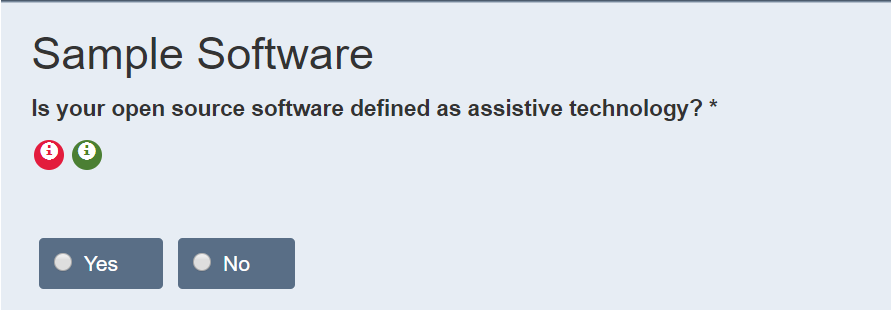 Sample Software
Is your open source software defined as assistive technology? *
i i
Yes No